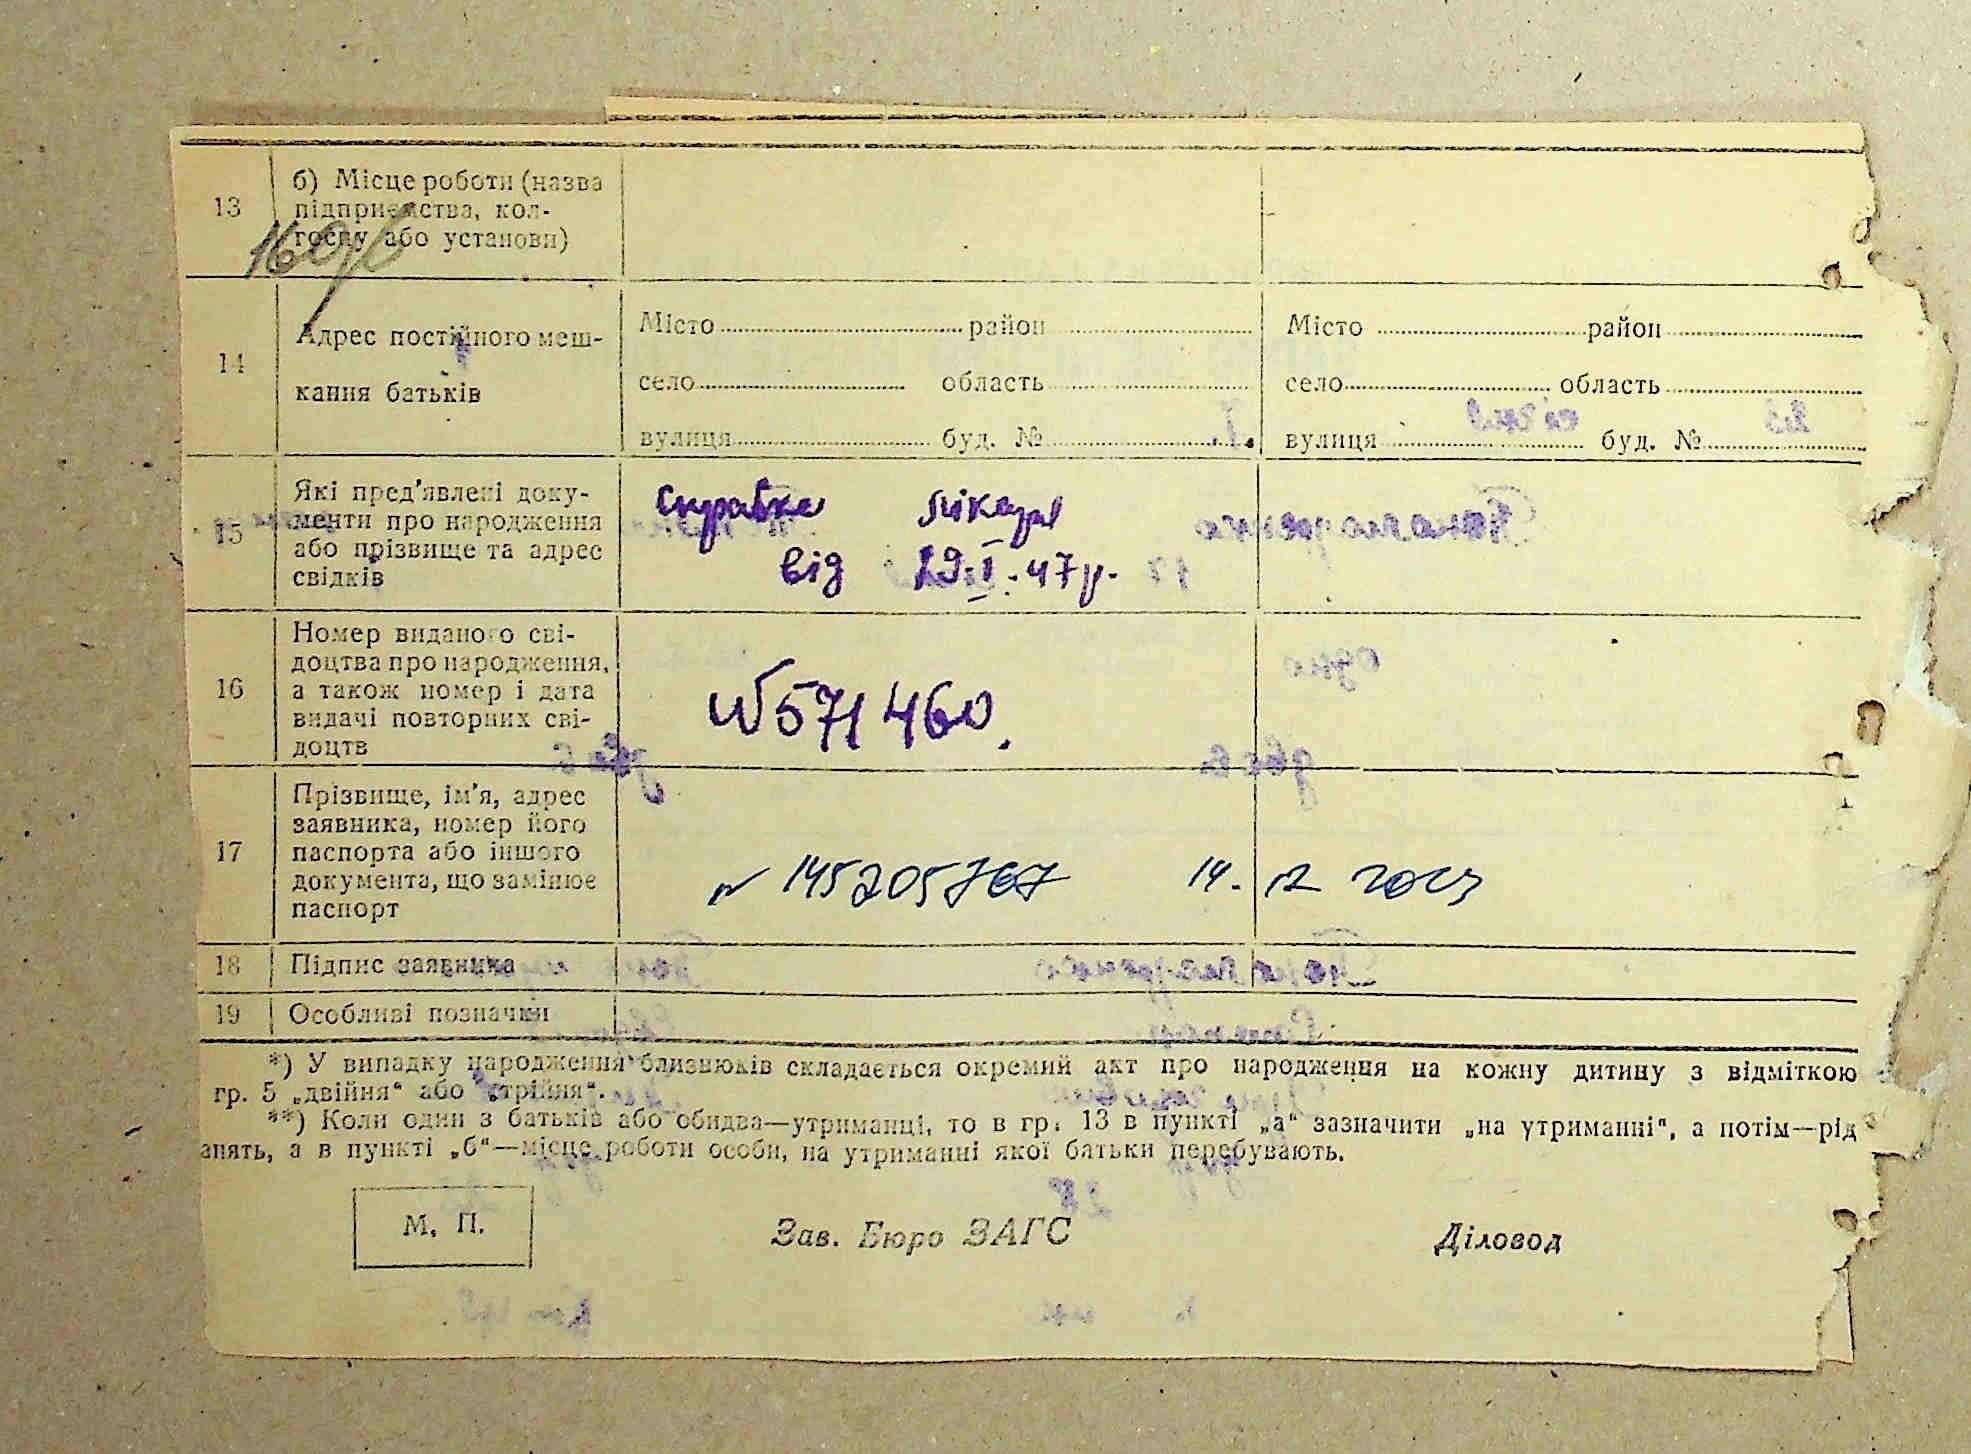 13
б) Місце роботи (назва
підприємства, кол-
госпу або установи)
14
Адрес постійного меш-
кання батьків
Місто район
село область
вулиця буд. №
Місто район
село область
вулиця буд. №
15
Які пред'явлені доку-
менти про народження
або прізвище та адрес
свідків
справка лікаря
від 29.I.47р.
16
Номер виданого сві-
доцтва про народження,
а також номер і дата
видачі повторних сві-
доцтв
№571460.
17
Прізвище, ім'я, адрес
заявника, номер його
паспорта або іншого
документа, що замінює
паспорт
№ 145205767 14. 12
18 Підпис заявника
19 Особливі позначки
*) У випадку народження близнюків складається окремий акт про народження на кожну дитину з відміткою
гр. 5 „двійня“ або „трійня“.
**) Коли один з батьків або обидва—утриманці, то в гр. 13 в пункті „а“ зазначити „на утриманні“, а потім—рід
анять, а в пункті „б“—місце роботи особи, на утриманні якої батьки перебувають.
М. П.
Зав. Бюро ЗАГС
Діловод